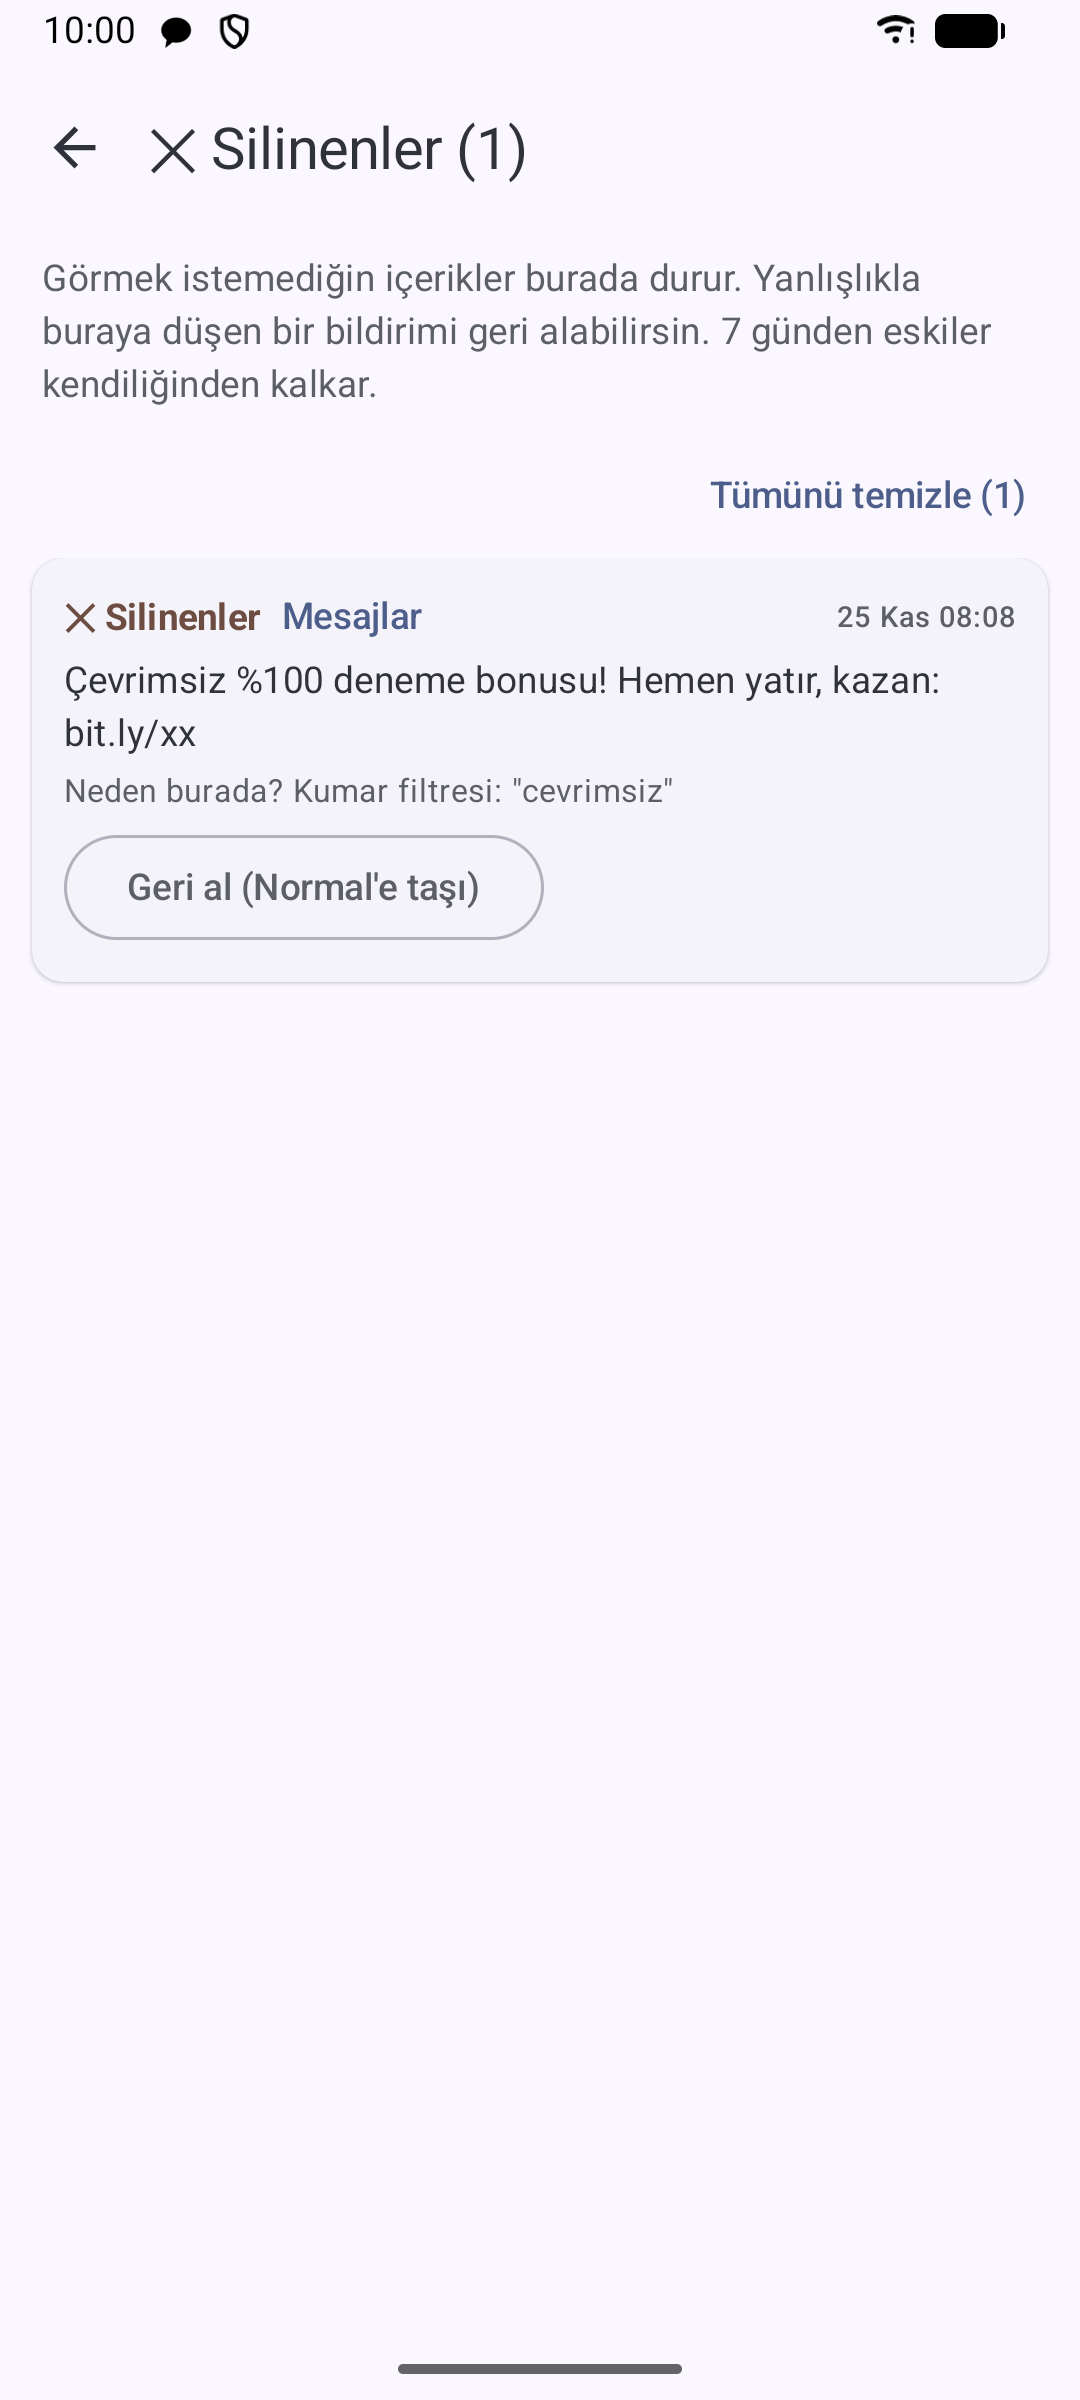 10:00
Silinenler (1)
Görmek istemediğin içerikler burada durur. Yanlışlıkla
buraya düşen bir bildirimi geri alabilirsin. 7 günden eskiler
kendiliğinden kalkar.
Tümünü temizle (1)
Silinenler Mesajlar 25 Kas 08:08
Çevrimsiz %100 deneme bonusu! Hemen yatır, kazan:
bit.ly/xx
Neden burada? Kumar filtresi: "cevrimsiz"
Geri al (Normal'e taşı)